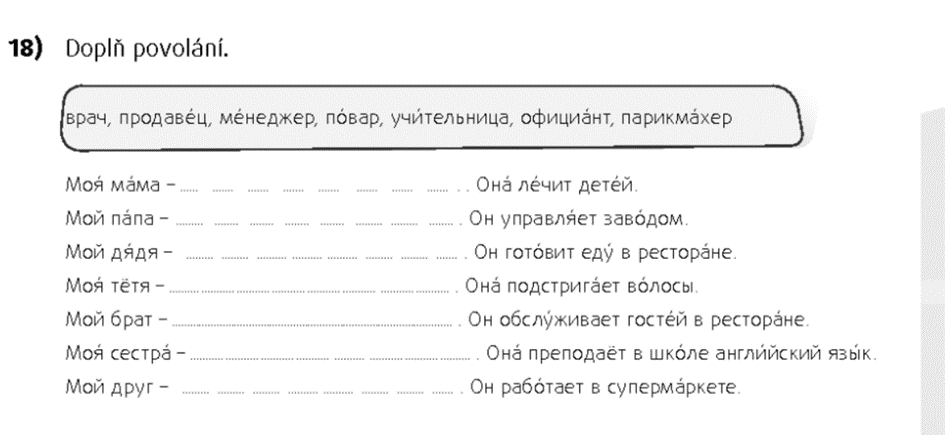 18) Doplň povolání.
врач, продаве́ц, ме́неджер, по́вар, учи́тельница, официа́нт, парикма́хер
Моя́ ма́ма – ........ . . Она́ ле́чит дете́й.
Мой па́па – ........ . Он управля́ет заво́дом.
Мой дя́дя – ........ . Он гото́вит еду́ в рестора́не.
Моя́ тётя – ........ . Она́ подстрига́ет во́лосы.
Мой брат – ........ . Он обслу́живает госте́й в рестора́не.
Моя́ сестра́ – ........ . Она́ преподаёт в шко́ле англи́йский язы́к.
Мой друг – ........ . Он рабо́тает в суперма́ркете.